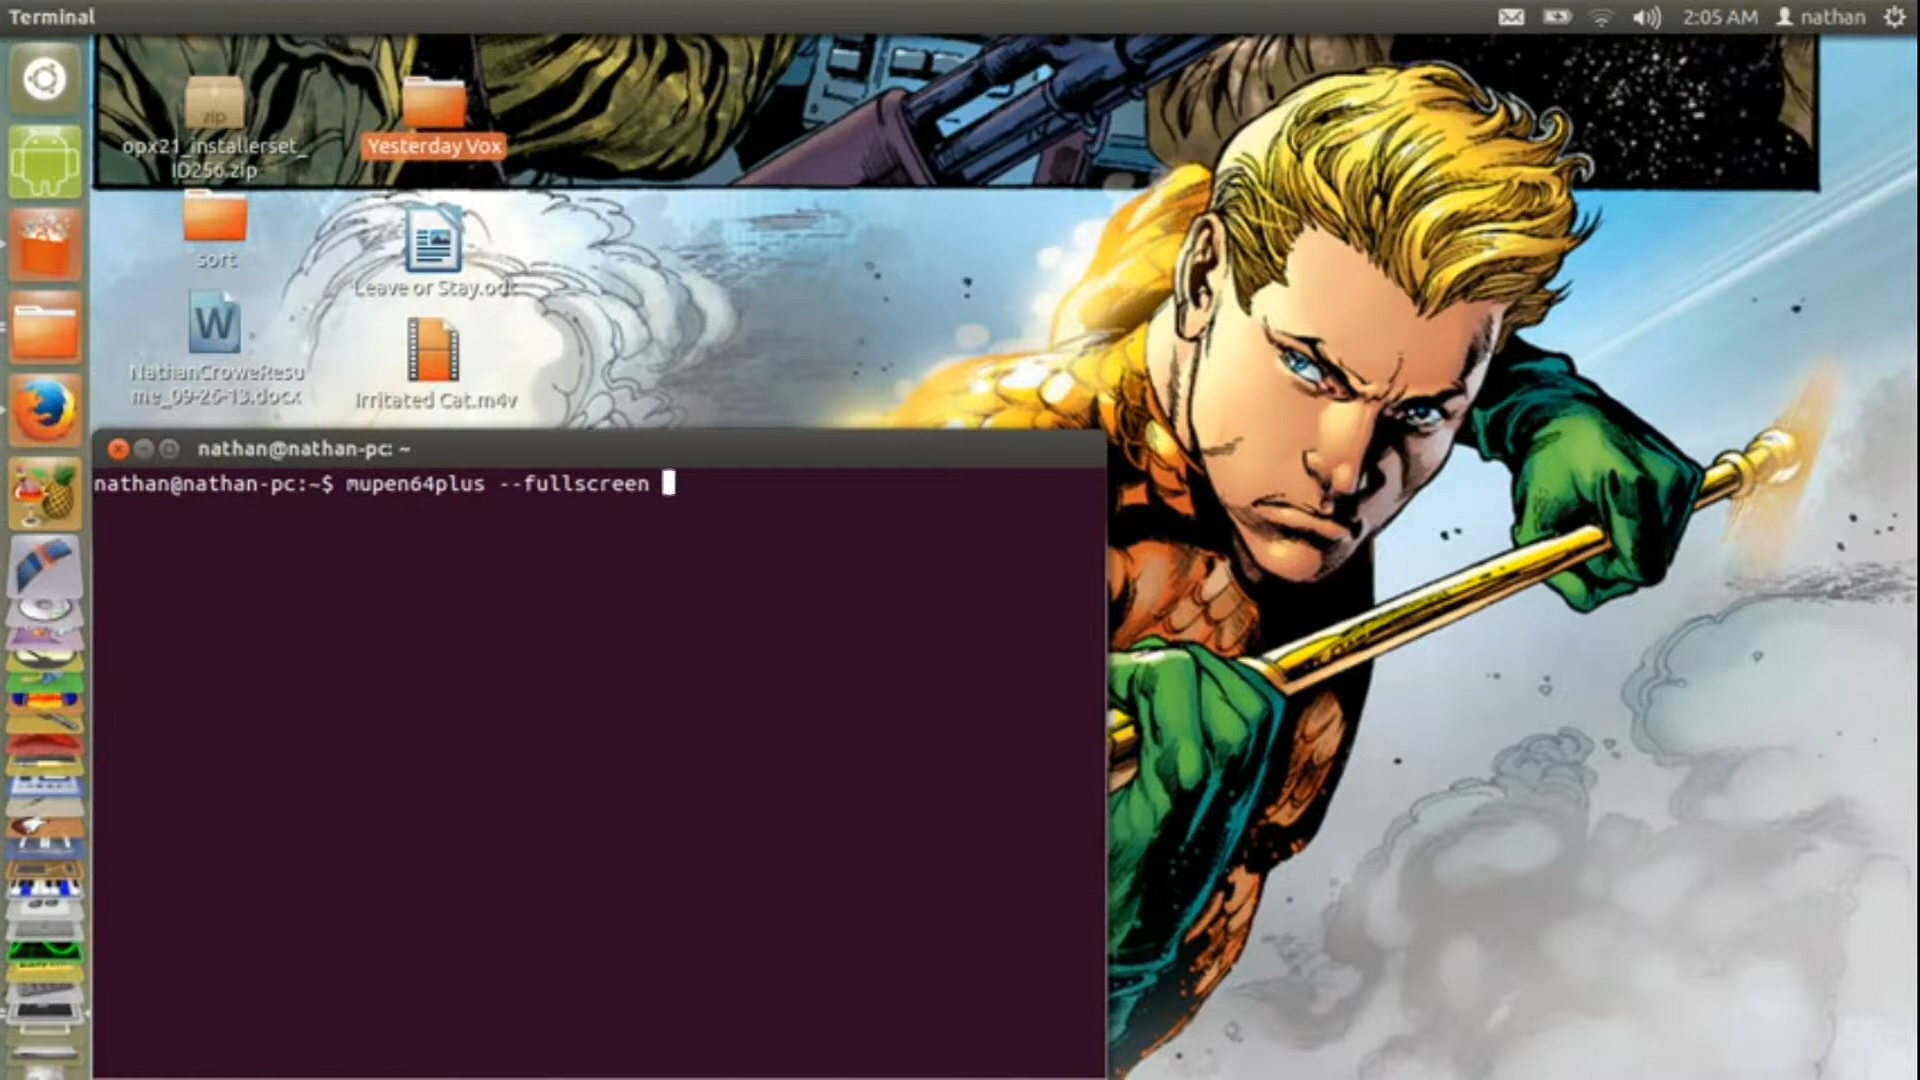 Terminal
2:05 AM
nathan
zip
opx21_installerset_
ID256.zip
Yesterday Vox
sort
Leave or Stay.odt
W
NathanCroweResu
me_09-26-13.docx
Irritated Cat.m4v
nathan@nathan-pc: ~
nathan@nathan-pc:~$ mupen64plus --fullscreen